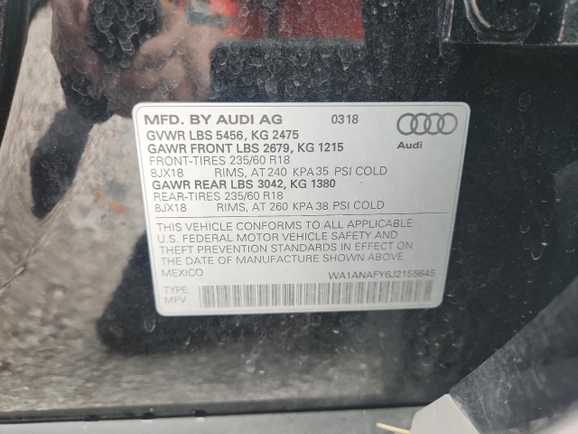 MFD. BY AUDI AG 0318
GVWR LBS 5456, KG 2475
GAWR FRONT LBS 2679, KG 1215
FRONT-TIRES 235/60 R18
8JX18 RIMS, AT 240 KPA 35 PSI COLD
GAWR REAR LBS 3042, KG 1380
REAR-TIRES 235/60 R18
8JX18 RIMS, AT 260 KPA 38 PSI COLD
Audi
THIS VEHICLE CONFORMS TO ALL APPLICABLE
U.S. FEDERAL MOTOR VEHICLE SAFETY AND
THEFT PREVENTION STANDARDS IN EFFECT ON
THE DATE OF MANUFACTURE SHOWN ABOVE.
MEXICO WA1ANAFY6J2155645
TYPE:
MPV